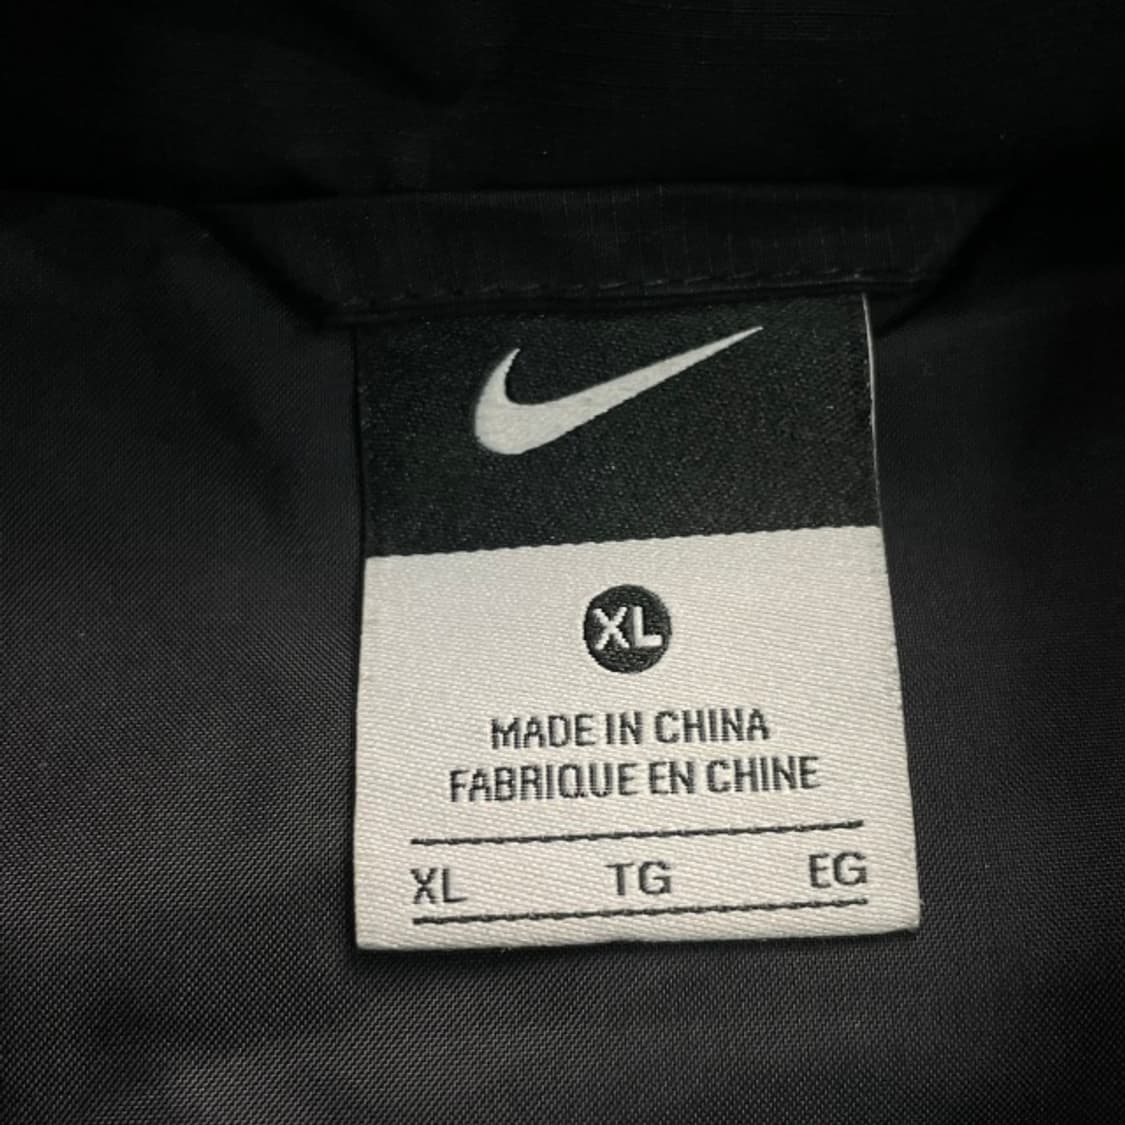 XL
MADE IN CHINA
FABRIQUE EN CHINE
XL TG EG